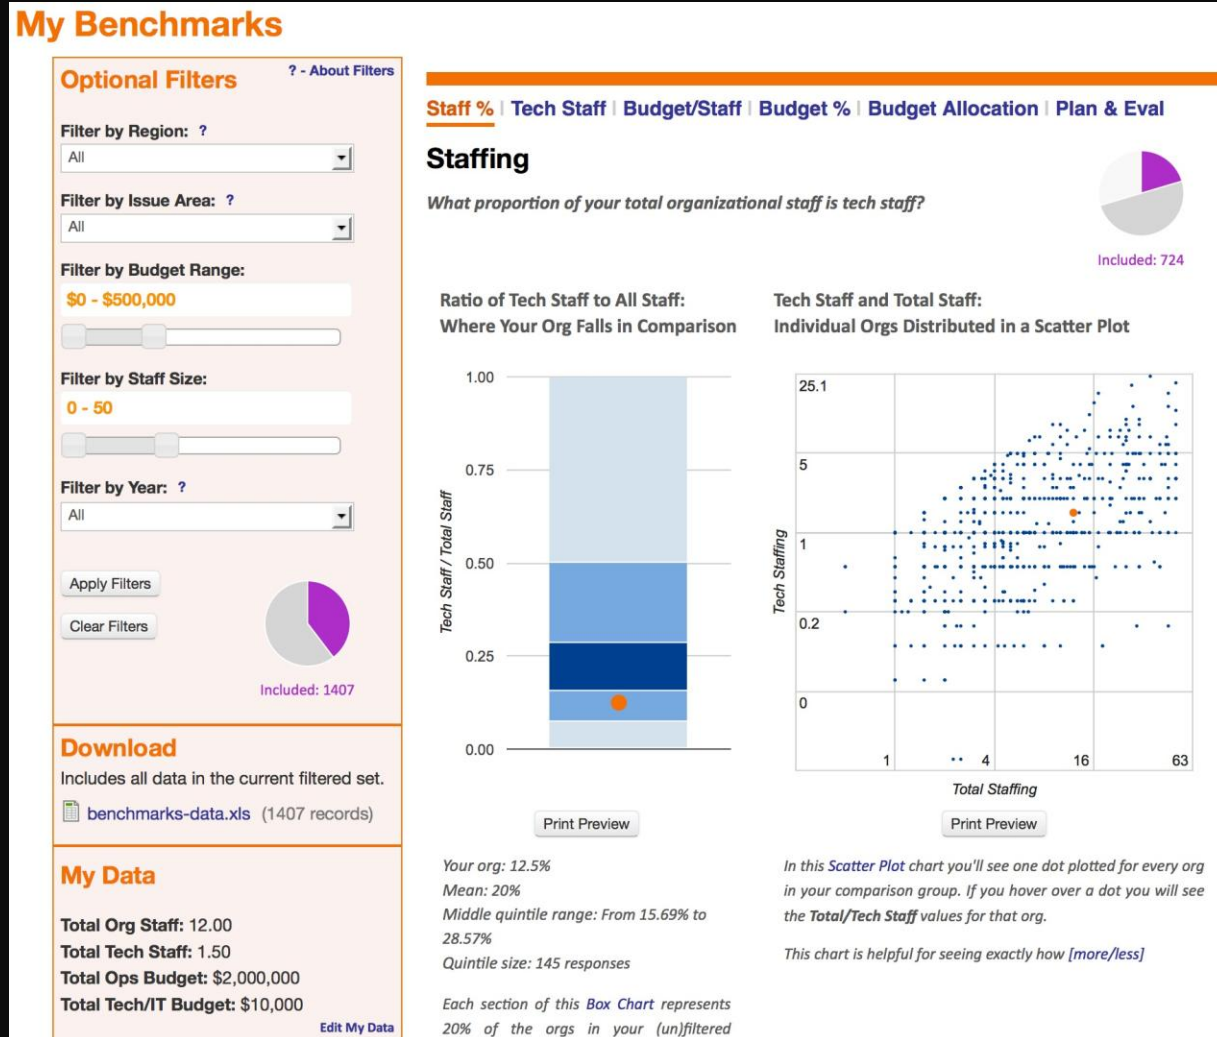 My Benchmarks
Optional Filters
? - About Filters
Filter by Region: ?
All
Filter by Issue Area: ?
All
Filter by Budget Range:
$0 - $500,000
Filter by Staff Size:
0 - 50
Filter by Year: ?
All
Apply Filters
Clear Filters
Included: 1407
Download
Includes all data in the current filtered set.
benchmarks-data.xls (1407 records)
My Data
Total Org Staff: 12.00
Total Tech Staff: 1.50
Total Ops Budget: $2,000,000
Total Tech/IT Budget: $10,000
Edit My Data
Staff % | Tech Staff | Budget/Staff | Budget % | Budget Allocation | Plan & Eval
Staffing
What proportion of your total organizational staff is tech staff?
Included: 724
Ratio of Tech Staff to All Staff:
Where Your Org Falls in Comparison
1.00
0.75
0.50
0.25
0.00
Tech Staff / Total Staff
Print Preview
Your org: 12.5%
Mean: 20%
Middle quintile range: From 15.69% to
28.57%
Quintile size: 145 responses
Each section of this Box Chart represents
20% of the orgs in your (un)filtered
Tech Staff and Total Staff:
Individual Orgs Distributed in a Scatter Plot
25.1
5
1
0.2
0
Tech Staffing
1 4 16 63
Total Staffing
Print Preview
In this Scatter Plot chart you'll see one dot plotted for every org
in your comparison group. If you hover over a dot you will see
the Total/Tech Staff values for that org.
This chart is helpful for seeing exactly how [more/less]